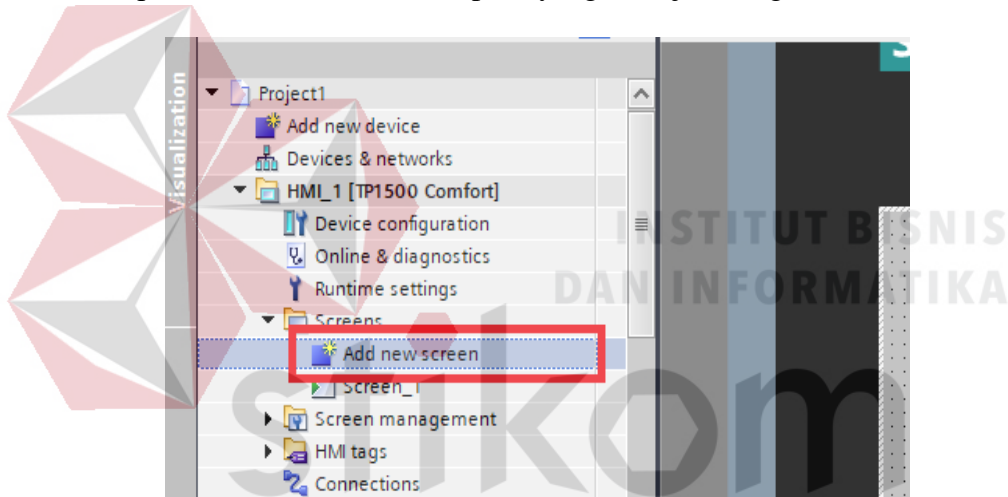 Visualization
Project1
Add new device
Devices & networks
HMI_1 [TP1500 Comfort]
Device configuration
Online & diagnostics
Runtime settings
Screens
Add new screen
Screen_1
Screen management
HMI tags
Connections
INSTITUT BISNIS
DAN INFORMATIKA
stikom